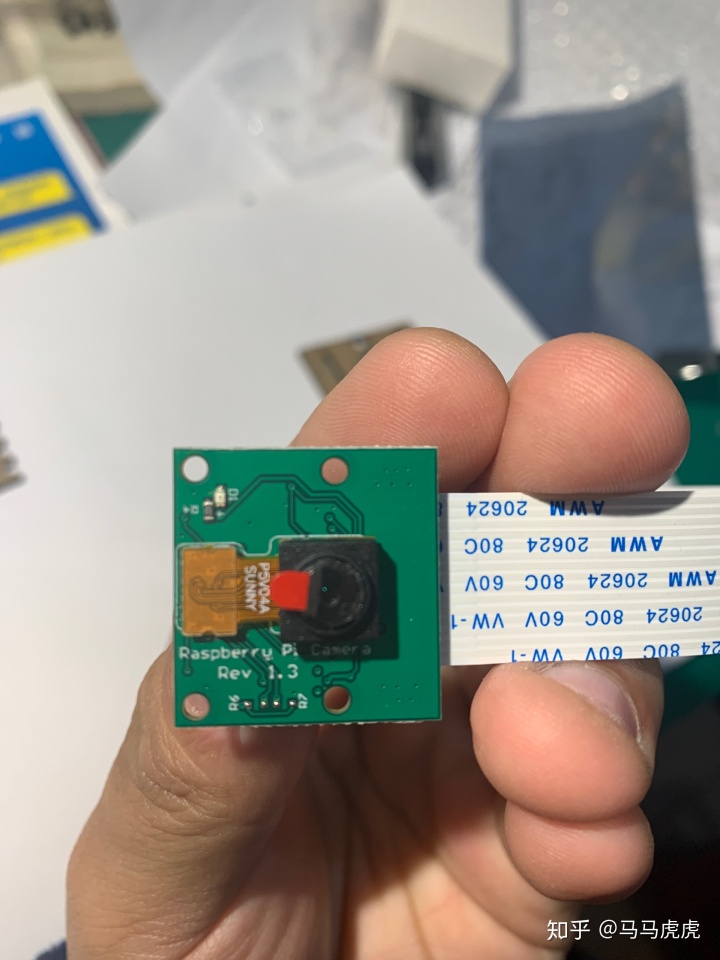 AWM 20624
AWM 20624 80C
AWM 20624 80C 60V
20624 80C 60V VW-1
80C 60V VW-1
D1
P5V04A
SUNNY
Raspberry Pi Camera
Rev 1.3
R6
R7
知乎 @马马虎虎